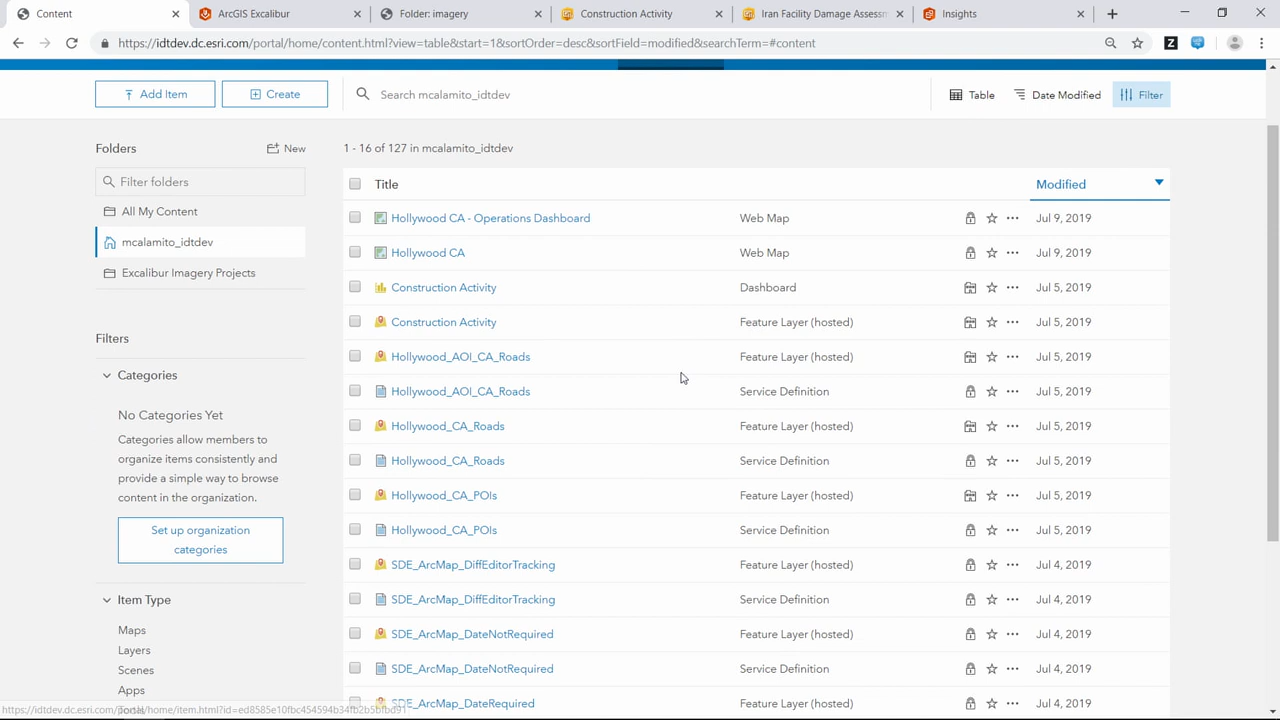 Content
ArcGIS Excalibur
Folder: imagery
Construction Activity
Iran Facility Damage Assessm
Insights
https://idtdev.dc.esri.com/portal/home/content.html?view=table&start=1&sortOrder=desc&sortField=modified&searchTerm=#content
Z
Add Item
Create
Search mcalamito_idtdev
Table
Date Modified
Filter
Folders
New
1 - 16 of 127 in mcalamito_idtdev
Filter folders
All My Content
mcalamito_idtdev
Excalibur Imagery Projects
Filters
Categories
No Categories Yet
Categories allow members to
organize items consistently and
provide a simple way to browse
content in the organization.
Set up organization
categories
Item Type
Maps
Layers
Scenes
Apps
Title Modified
Hollywood CA - Operations Dashboard Web Map Jul 9, 2019
Hollywood CA Web Map Jul 9, 2019
Construction Activity Dashboard Jul 5, 2019
Construction Activity Feature Layer (hosted) Jul 5, 2019
Hollywood_AOI_CA_Roads Feature Layer (hosted) Jul 5, 2019
Hollywood_AOI_CA_Roads Service Definition Jul 5, 2019
Hollywood_CA_Roads Feature Layer (hosted) Jul 5, 2019
Hollywood_CA_Roads Service Definition Jul 5, 2019
Hollywood_CA_POIs Feature Layer (hosted) Jul 5, 2019
Hollywood_CA_POIs Service Definition Jul 5, 2019
SDE_ArcMap_DiffEditorTracking Feature Layer (hosted) Jul 4, 2019
SDE_ArcMap_DiffEditorTracking Service Definition Jul 4, 2019
SDE_ArcMap_DateNotRequired Feature Layer (hosted) Jul 4, 2019
SDE_ArcMap_DateNotRequired Service Definition Jul 4, 2019
SDE_ArcMap_DateRequired Feature Layer (hosted) Jul 4, 2019